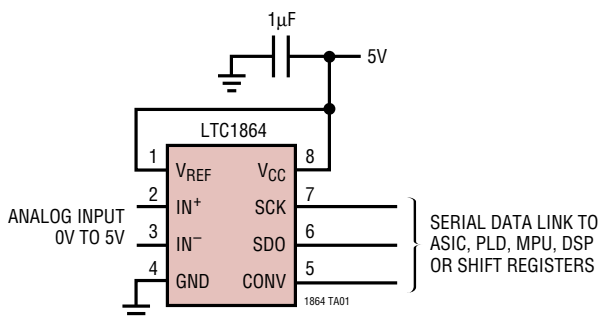 1µF
5V
LTC1864
1
VREF
VCC
8
2
IN+
SCK
7
3
IN−
SDO
6
4
GND
CONV
5
ANALOG INPUT
0V TO 5V
SERIAL DATA LINK TO
ASIC, PLD, MPU, DSP
OR SHIFT REGISTERS
1864 TA01